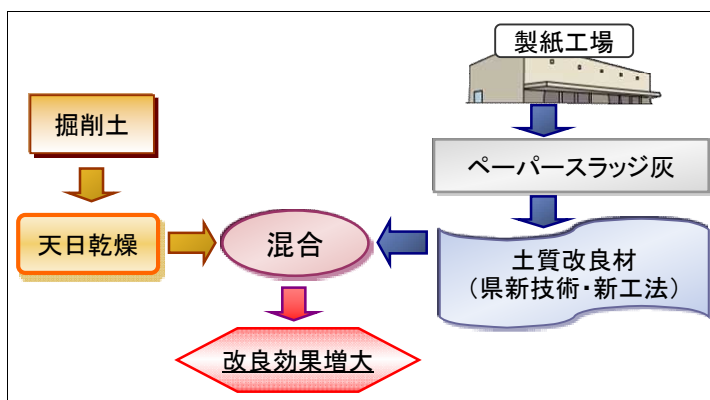 製紙工場
掘削土
ペーパースラッジ灰
天日乾燥
混合
土質改良材
（県新技術・新工法）
改良効果増大